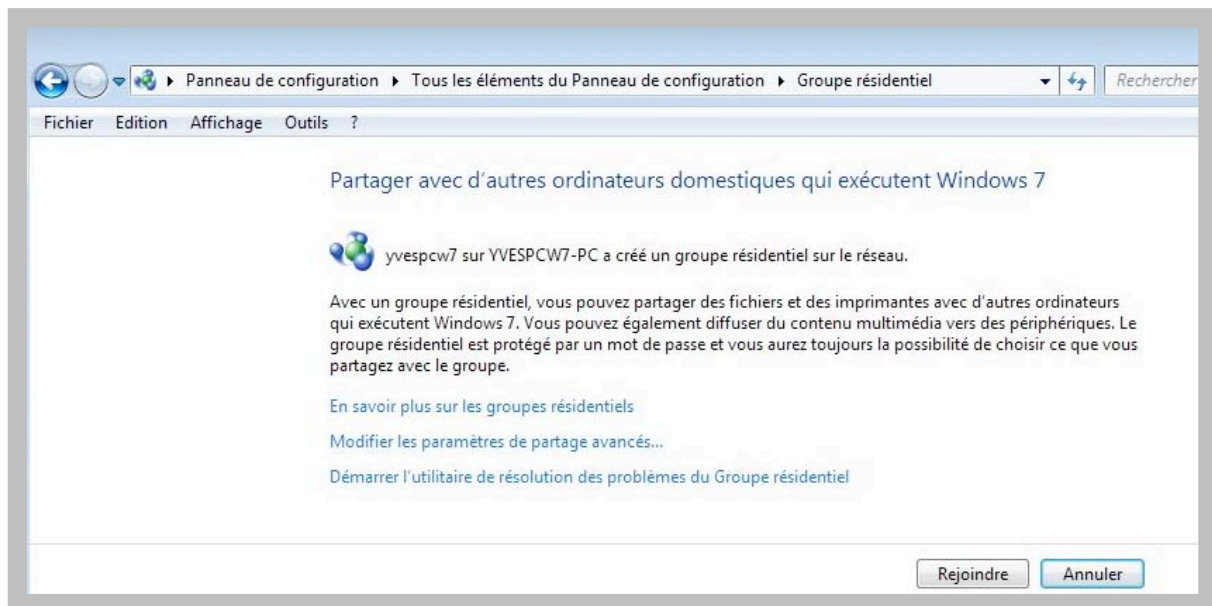 Panneau de configuration ▸ Tous les éléments du Panneau de configuration ▸ Groupe résidentiel
Rechercher
Fichier Edition Affichage Outils ?
Partager avec d'autres ordinateurs domestiques qui exécutent Windows 7
yvespcw7 sur YVESPCW7-PC a créé un groupe résidentiel sur le réseau.
Avec un groupe résidentiel, vous pouvez partager des fichiers et des imprimantes avec d'autres ordinateurs
qui exécutent Windows 7. Vous pouvez également diffuser du contenu multimédia vers des périphériques. Le
groupe résidentiel est protégé par un mot de passe et vous aurez toujours la possibilité de choisir ce que vous
partagez avec le groupe.
En savoir plus sur les groupes résidentiels
Modifier les paramètres de partage avancés...
Démarrer l'utilitaire de résolution des problèmes du Groupe résidentiel
Rejoindre
Annuler